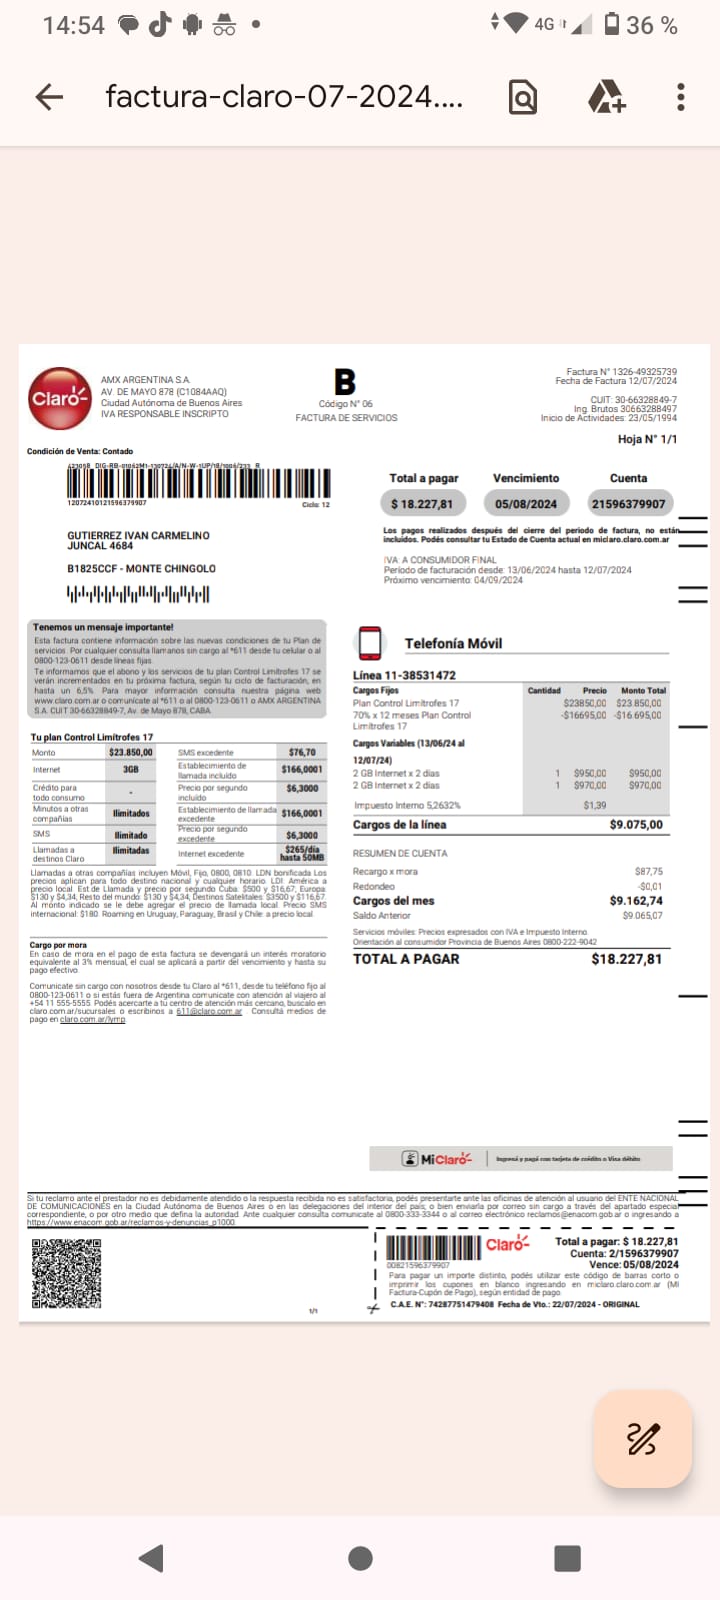 14:54
4G
36 %
factura-claro-07-2024....
Claro
AMX ARGENTINA S.A.
AV. DE MAYO 878 (C1084AAQ)
Ciudad Autónoma de Buenos Aires
IVA RESPONSABLE INSCRIPTO
B
Código N° 06
FACTURA DE SERVICIOS
Factura N° 1326-49325739
Fecha de Factura 12/07/2024
CUIT: 30-66328849-7
Ing. Brutos 30663288497
Inicio de Actividades: 23/05/1994
Hoja N° 1/1
Condición de Venta: Contado
12072410121596379907
Ciclo: 12
Total a pagar
Vencimiento
Cuenta
$ 18.227,81
05/08/2024
21596379907
Los pagos realizados después del cierre del periodo de factura, no están
incluidos. Podés consultar tu Estado de Cuenta actual en miclaro.claro.com.ar
GUTIERREZ IVAN CARMELINO
JUNCAL 4684
B1825CCF - MONTE CHINGOLO
IVA: A CONSUMIDOR FINAL
Período de facturación desde: 13/06/2024 hasta 12/07/2024
Próximo vencimiento: 04/09/2024
Tenemos un mensaje importante!
Esta factura contiene información sobre las nuevas condiciones de tu Plan de
servicios. Por cualquier consulta llamanos sin cargo al *611 desde tu celular o al
0800-123-0611 desde líneas fijas.
Te informamos que el abono y los servicios de tu plan Control Limítrofes 17 se
verán incrementados en tu próxima factura, según tu ciclo de facturación, en
hasta un 6,5%. Para mayor información consulta nuestra página web
www.claro.com.ar o comunicate al *611 o al 0800-123-0611 o AMX ARGENTINA
S.A. CUIT 30-66328849-7, Av. de Mayo 878, CABA.
Tu plan Control Limítrofes 17
Monto $23.850,00
Internet 3GB
Crédito para todo consumo -
Minutos a otras compañías Ilimitados
SMS Ilimitado
Llamadas a destinos Claro Ilimitadas
SMS excedente $76,70
Establecimiento de llamada incluido $166,0001
Precio por segundo incluido $6,3000
Establecimiento de llamada excedente $166,0001
Precio por segundo excedente $6,3000
Internet excedente $265/día hasta 50MB
Llamadas a otras compañías incluyen Móvil, Fijo, 0800, 0810. LDN bonificada Los
precios aplican para todo destino nacional y cualquier horario. LDI: América a
precio local. Est.de Llamada y precio por segundo Cuba: $500 y $16,67, Europa:
$130 y $4,34, Resto del mundo: $130 y $4,34, Destinos Satelitales: $3500 y $116,67.
Al monto indicado se le debe agregar el precio de llamada local. Precio SMS
internacional: $180. Roaming en Uruguay, Paraguay, Brasil y Chile: a precio local.
Cargo por mora
En caso de mora en el pago de esta factura se devengará un interés moratorio
equivalente al 3% mensual, el cual se aplicará a partir del vencimiento y hasta su
pago efectivo.
Comunicate sin cargo con nosotros desde tu Claro al *611, desde tu teléfono fijo al
0800-123-0611 o si estás fuera de Argentina comunicate con atención al viajero al
+54 11 555-5555. Podés acercarte a tu centro de atención más cercano, buscalo en
claro.com.ar/sucursales o escribinos a 611@claro.com.ar . Consultá medios de
pago en claro.com.ar/lymp.
Telefonía Móvil
Línea 11-38531472
Cargos Fijos Cantidad Precio Monto Total
Plan Control Limítrofes 17 $23850,00 $23.850,00
70% x 12 meses Plan Control -$16695,00 -$16.695,00
Limítrofes 17
Cargos Variables (13/06/24 al
12/07/24)
2 GB Internet x 2 días 1 $950,00 $950,00
2 GB Internet x 2 días 1 $970,00 $970,00
Impuesto Interno 5,2632% $1,39
Cargos de la línea $9.075,00
RESUMEN DE CUENTA
Recargo x mora $87,75
Redondeo -$0,01
Cargos del mes $9.162,74
Saldo Anterior $9.065,07
Servicios móviles: Precios expresados con IVA e Impuesto Interno
Orientación al consumidor Provincia de Buenos Aires 0800-222-9042
TOTAL A PAGAR $18.227,81
MiClaro
Ingresá y pagá con tarjeta de crédito o Visa débito
Si tu reclamo ante el prestador no es debidamente atendido o la respuesta recibida no es satisfactoria, podés presentarte ante las oficinas de atención al usuario del ENTE NACIONAL
DE COMUNICACIONES en la Ciudad Autónoma de Buenos Aires o en las delegaciones del interior del país; o bien enviarla por correo sin cargo a través del apartado especial
correspondiente, o por otro medio que defina la autoridad. Ante cualquier consulta comunicate al 0800-333-3344 o al correo electrónico reclamos@enacom.gob.ar o ingresando a
https://www.enacom.gob.ar/reclamos-y-denuncias_p1000.
Claro
00821596379907
Total a pagar: $ 18.227,81
Cuenta: 2/1596379907
Vence: 05/08/2024
Para pagar un importe distinto, podés utilizar este código de barras corto o
imprimir los cupones en blanco ingresando en miclaro.claro.com.ar (Mi
Factura-Cupón de Pago), según entidad de pago.
C.A.E. N°: 74287751479408 Fecha de Vto.: 22/07/2024 - ORIGINAL
1/1